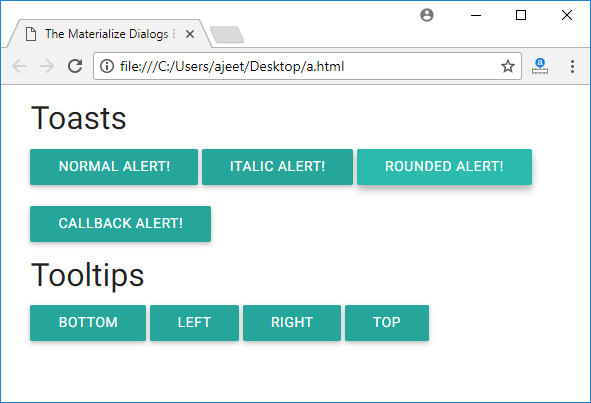 The Materialize Dialogs
file:///C:/Users/ajeet/Desktop/a.html
Toasts
NORMAL ALERT! ITALIC ALERT! ROUNDED ALERT!
CALLBACK ALERT!
Tooltips
BOTTOM LEFT RIGHT TOP